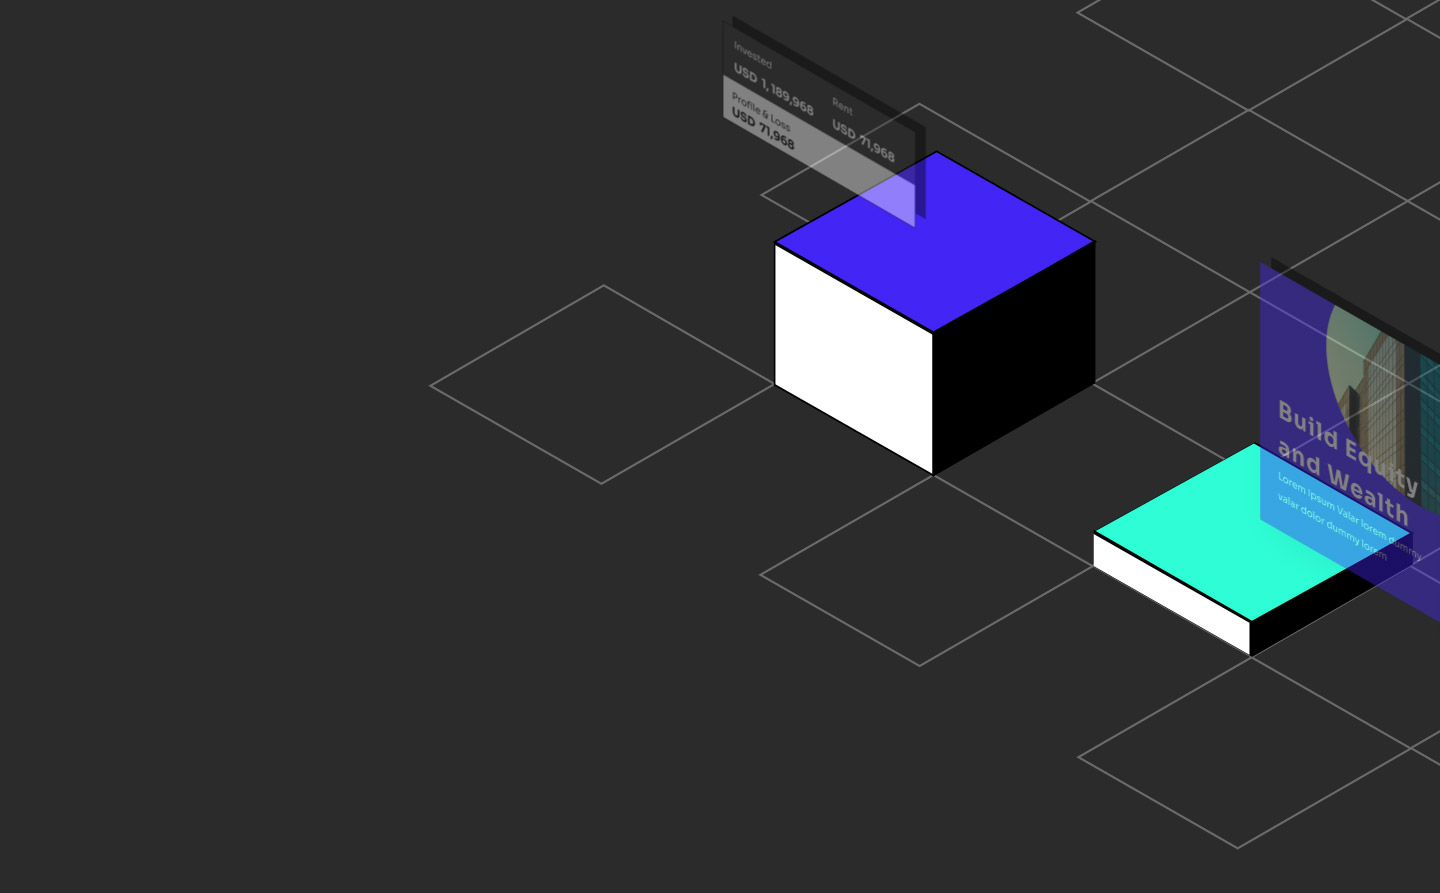 Invested
USD 1,189,968
Rent
USD 71,968
Profile & Loss
USD 71,968
Build Equity
and Wealth
Lorem Ipsum Valar lorem dummy
valar dolor dummy lorem